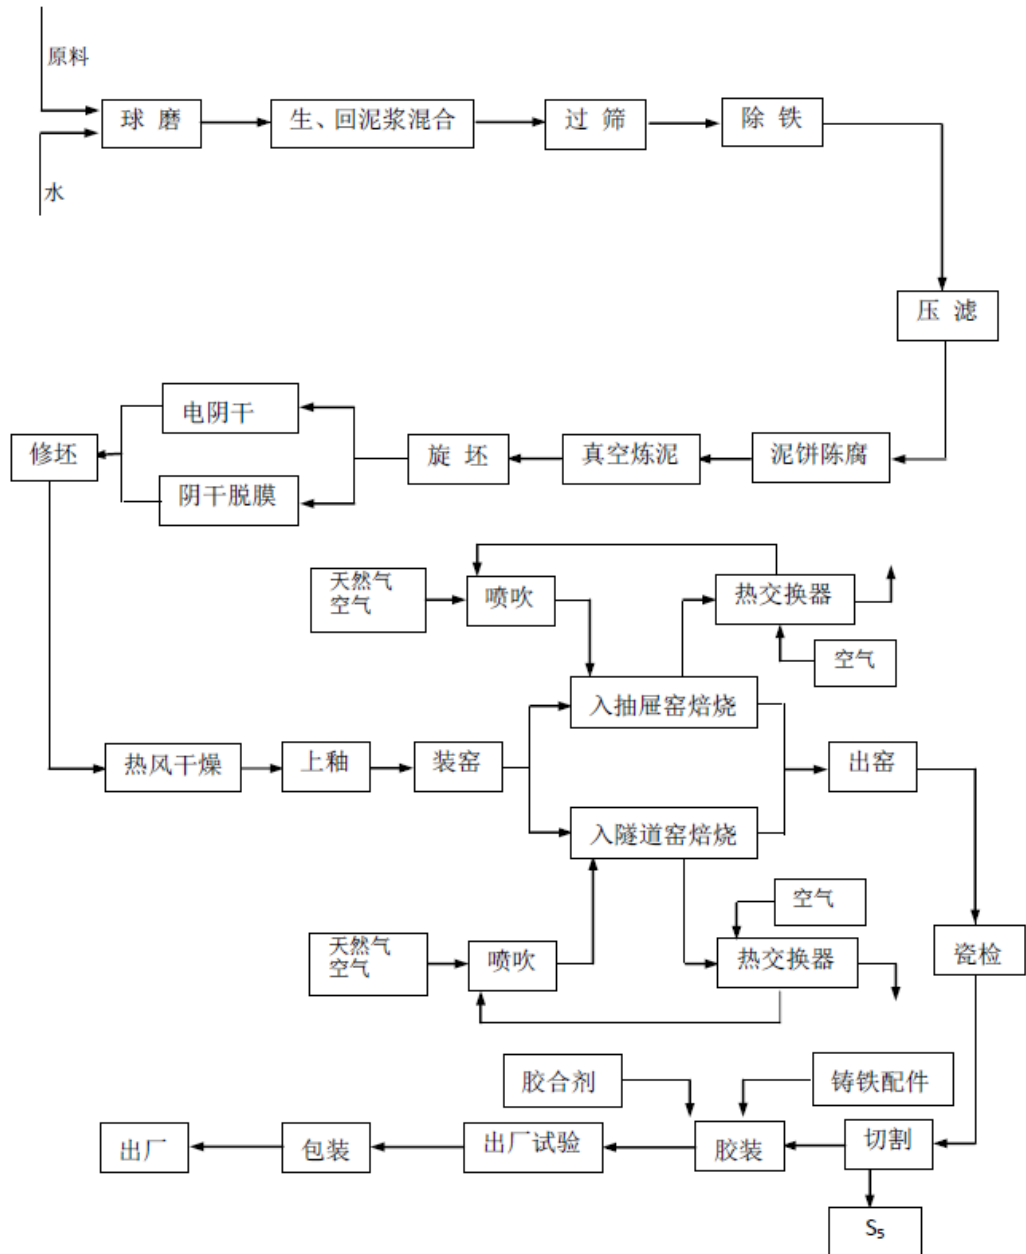 原料
球 磨
生、回泥浆混合
过 筛
除 铁
水
压 滤
电阴干
修坯
旋 坯
真空炼泥
泥饼陈腐
阴干脱膜
天然气
空气
喷吹
热交换器
空气
入抽屉窑焙烧
热风干燥
上釉
装窑
出窑
入隧道窑焙烧
空气
天然气
空气
喷吹
热交换器
瓷检
胶合剂
铸铁配件
出厂
包装
出厂试验
胶装
切割
S₅